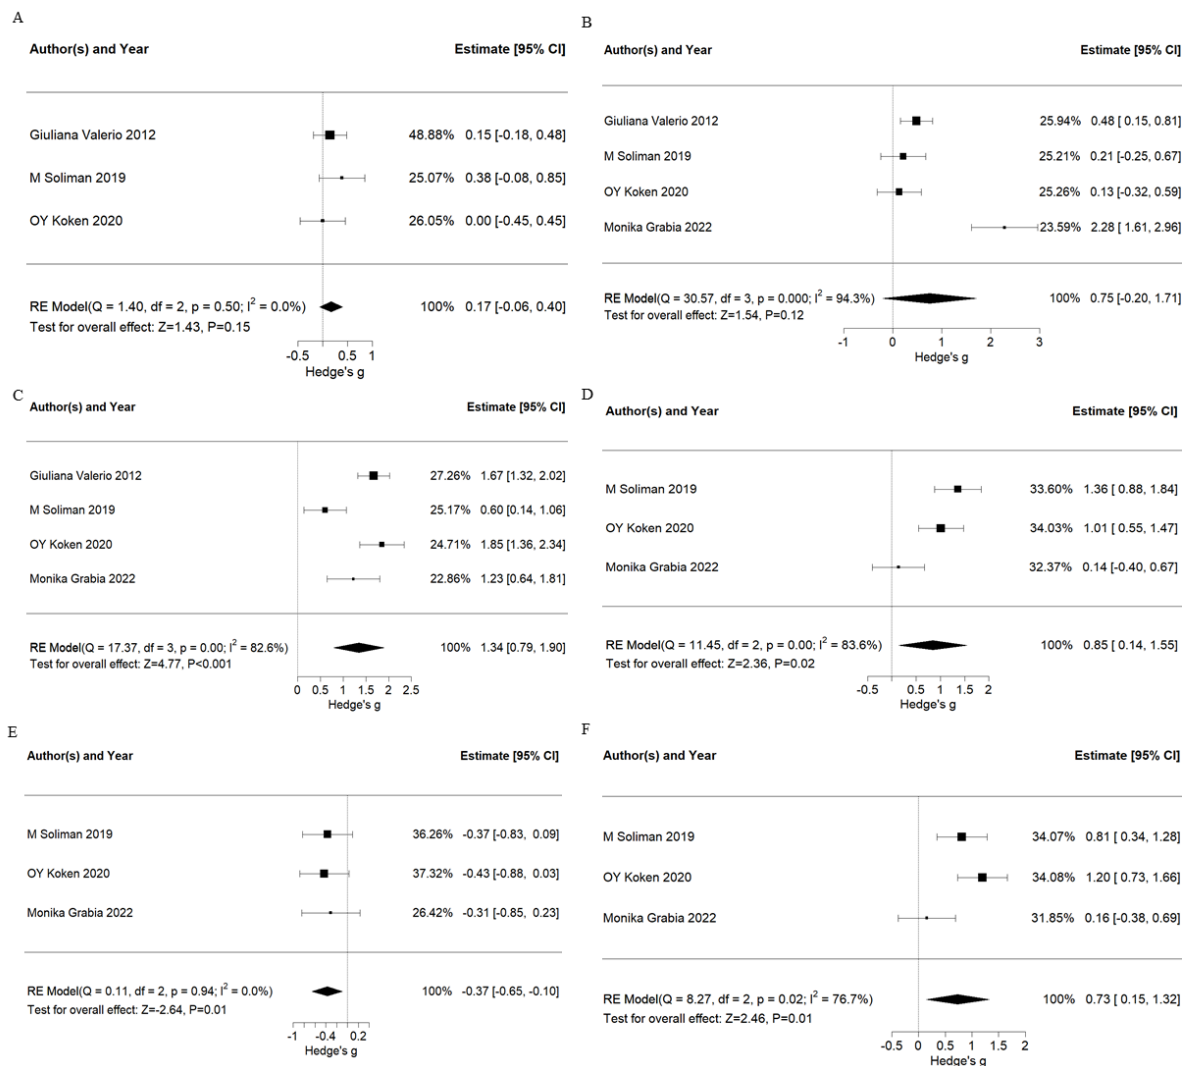 A
Author(s) and Year Estimate [95% CI]
Giuliana Valerio 2012 48.88% 0.15 [-0.18, 0.48]
M Soliman 2019 25.07% 0.38 [-0.08, 0.85]
OY Koken 2020 26.05% 0.00 [-0.45, 0.45]
RE Model(Q = 1.40, df = 2, p = 0.50; I² = 0.0%) 100% 0.17 [-0.06, 0.40]
Test for overall effect: Z=1.43, P=0.15
-0.5 0.5 1
Hedge's g
B
Author(s) and Year Estimate [95% CI]
Giuliana Valerio 2012 25.94% 0.48 [ 0.15, 0.81]
M Soliman 2019 25.21% 0.21 [-0.25, 0.67]
OY Koken 2020 25.26% 0.13 [-0.32, 0.59]
Monika Grabia 2022 23.59% 2.28 [ 1.61, 2.96]
RE Model(Q = 30.57, df = 3, p = 0.000; I² = 94.3%) 100% 0.75 [-0.20, 1.71]
Test for overall effect: Z=1.54, P=0.12
-1 0 1 2 3
Hedge's g
C
Author(s) and Year Estimate [95% CI]
Giuliana Valerio 2012 27.26% 1.67 [1.32, 2.02]
M Soliman 2019 25.17% 0.60 [0.14, 1.06]
OY Koken 2020 24.71% 1.85 [1.36, 2.34]
Monika Grabia 2022 22.86% 1.23 [0.64, 1.81]
RE Model(Q = 17.37, df = 3, p = 0.00; I² = 82.6%) 100% 1.34 [0.79, 1.90]
Test for overall effect: Z=4.77, P<0.001
0 0.5 1 1.5 2 2.5
Hedge's g
D
Author(s) and Year Estimate [95% CI]
M Soliman 2019 33.60% 1.36 [ 0.88, 1.84]
OY Koken 2020 34.03% 1.01 [ 0.55, 1.47]
Monika Grabia 2022 32.37% 0.14 [-0.40, 0.67]
RE Model(Q = 11.45, df = 2, p = 0.00; I² = 83.6%) 100% 0.85 [ 0.14, 1.55]
Test for overall effect: Z=2.36, P=0.02
-0.5 0.5 1 1.5 2
Hedge's g
E
Author(s) and Year Estimate [95% CI]
M Soliman 2019 36.26% -0.37 [-0.83, 0.09]
OY Koken 2020 37.32% -0.43 [-0.88, 0.03]
Monika Grabia 2022 26.42% -0.31 [-0.85, 0.23]
RE Model(Q = 0.11, df = 2, p = 0.94; I² = 0.0%) 100% -0.37 [-0.65, -0.10]
Test for overall effect: Z=-2.64, P=0.01
-1 -0.4 0.2
Hedge's g
F
Author(s) and Year Estimate [95% CI]
M Soliman 2019 34.07% 0.81 [ 0.34, 1.28]
OY Koken 2020 34.08% 1.20 [ 0.73, 1.66]
Monika Grabia 2022 31.85% 0.16 [-0.38, 0.69]
RE Model(Q = 8.27, df = 2, p = 0.02; I² = 76.7%) 100% 0.73 [ 0.15, 1.32]
Test for overall effect: Z=2.46, P=0.01
-0.5 0 0.5 1 1.5 2
Hedge's g